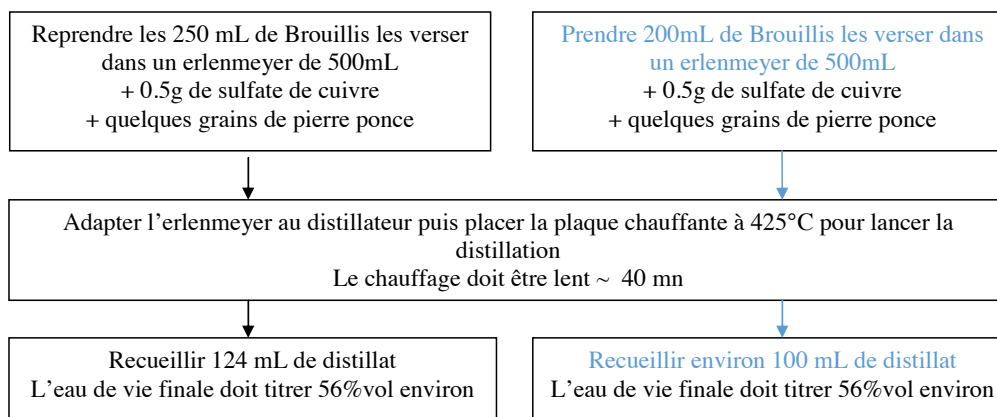 Reprendre les 250 mL de Brouillis les verser
dans un erlenmeyer de 500mL
+ 0.5g de sulfate de cuivre
+ quelques grains de pierre ponce
Prendre 200mL de Brouillis les verser dans
un erlenmeyer de 500mL
+ 0.5g de sulfate de cuivre
+ quelques grains de pierre ponce
Adapter l’erlenmeyer au distillateur puis placer la plaque chauffante à 425°C pour lancer la
distillation
Le chauffage doit être lent ~ 40 mn
Recueillir 124 mL de distillat
L’eau de vie finale doit titrer 56%vol environ
Recueillir environ 100 mL de distillat
L’eau de vie finale doit titrer 56%vol environ